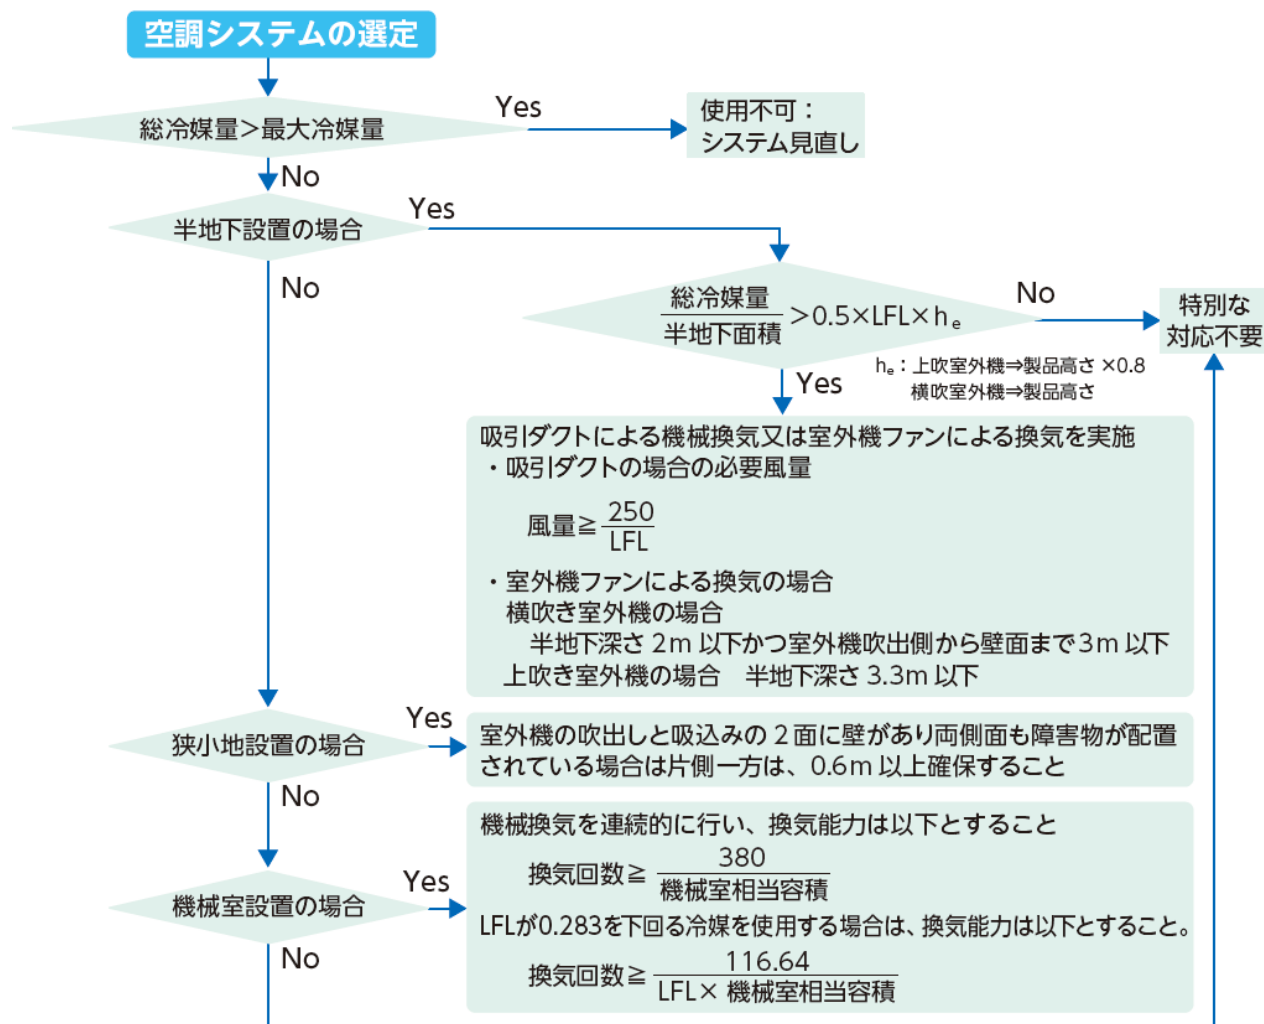 空調システムの選定
総冷媒量＞最大冷媒量
Yes
使用不可：
システム見直し
No
半地下設置の場合
Yes
No
総冷媒量
半地下面積
＞0.5×LFL×hₑ
No
特別な
対応不要
hₑ：上吹室外機⇒製品高さ×0.8
横吹室外機⇒製品高さ
Yes
吸引ダクトによる機械換気又は室外機ファンによる換気を実施
・吸引ダクトの場合の必要風量
風量≧
250
LFL
・室外機ファンによる換気の場合
横吹き室外機の場合
半地下深さ2m以下かつ室外機吹出側から壁面まで3m以下
上吹き室外機の場合　半地下深さ3.3m以下
狭小地設置の場合
Yes
室外機の吹出しと吸込みの2面に壁があり両側面も障害物が配置
されている場合は片側一方は、0.6m以上確保すること
No
機械換気を連続的に行い、換気能力は以下とすること
換気回数≧
380
機械室相当容積
機械室設置の場合
Yes
LFLが0.283を下回る冷媒を使用する場合は、換気能力は以下とすること。
換気回数≧
116.64
LFL×機械室相当容積
No